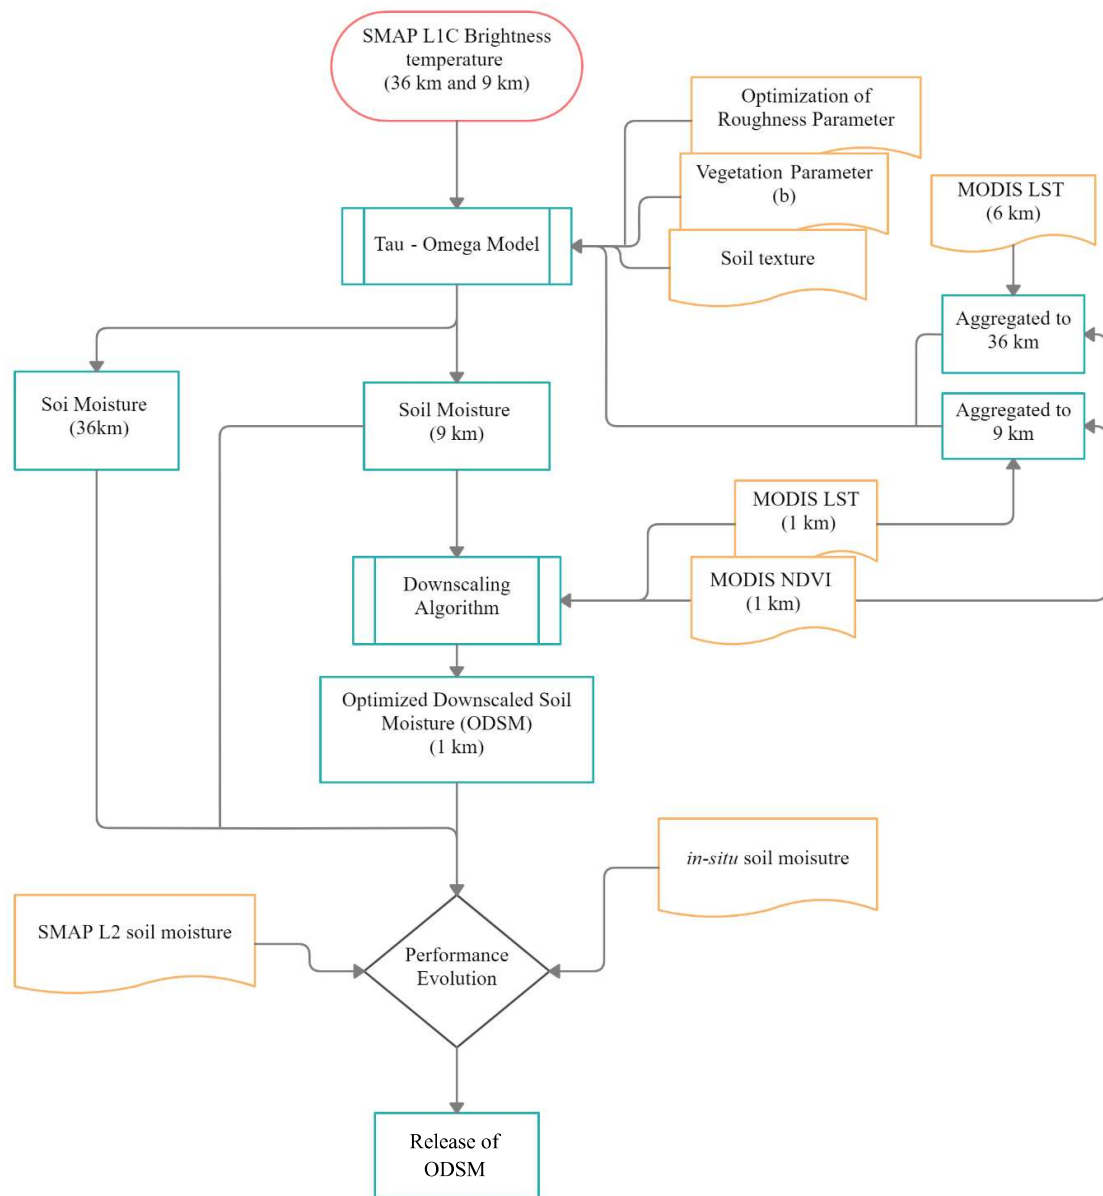 SMAP L1C Brightness
temperature
(36 km and 9 km)
Optimization of
Roughness Parameter
Vegetation Parameter
(b)
MODIS LST
(6 km)
Tau - Omega Model
Soil texture
Aggregated to
36 km
Soi Moisture
(36km)
Soil Moisture
(9 km)
Aggregated to
9 km
MODIS LST
(1 km)
Downscaling
Algorithm
MODIS NDVI
(1 km)
Optimized Downscaled Soil
Moisture (ODSM)
(1 km)
in-situ soil moisutre
SMAP L2 soil moisture
Performance
Evolution
Release of
ODSM